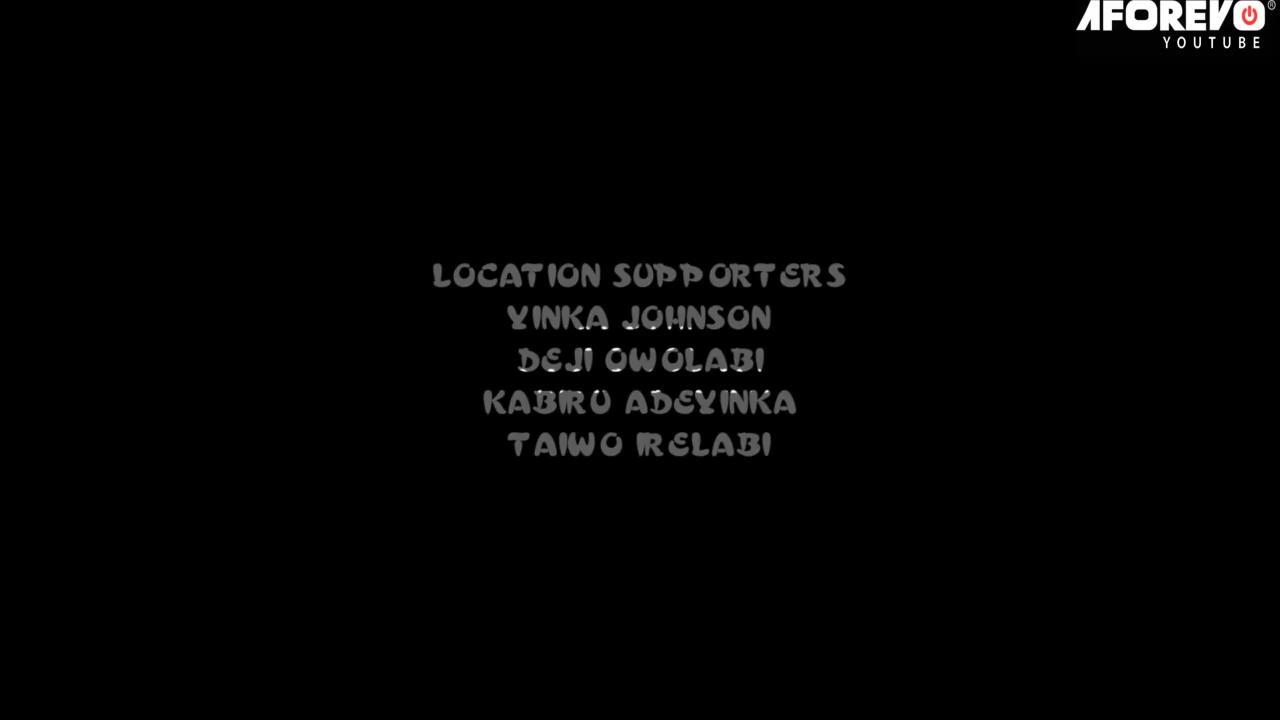 AFOREVO®
YOUTUBE
LOCATION SUPPORTERS
YINKA JOHNSON
DEJI OWOLABI
KABIRU ADEYINKA
TAIWO IRELABI